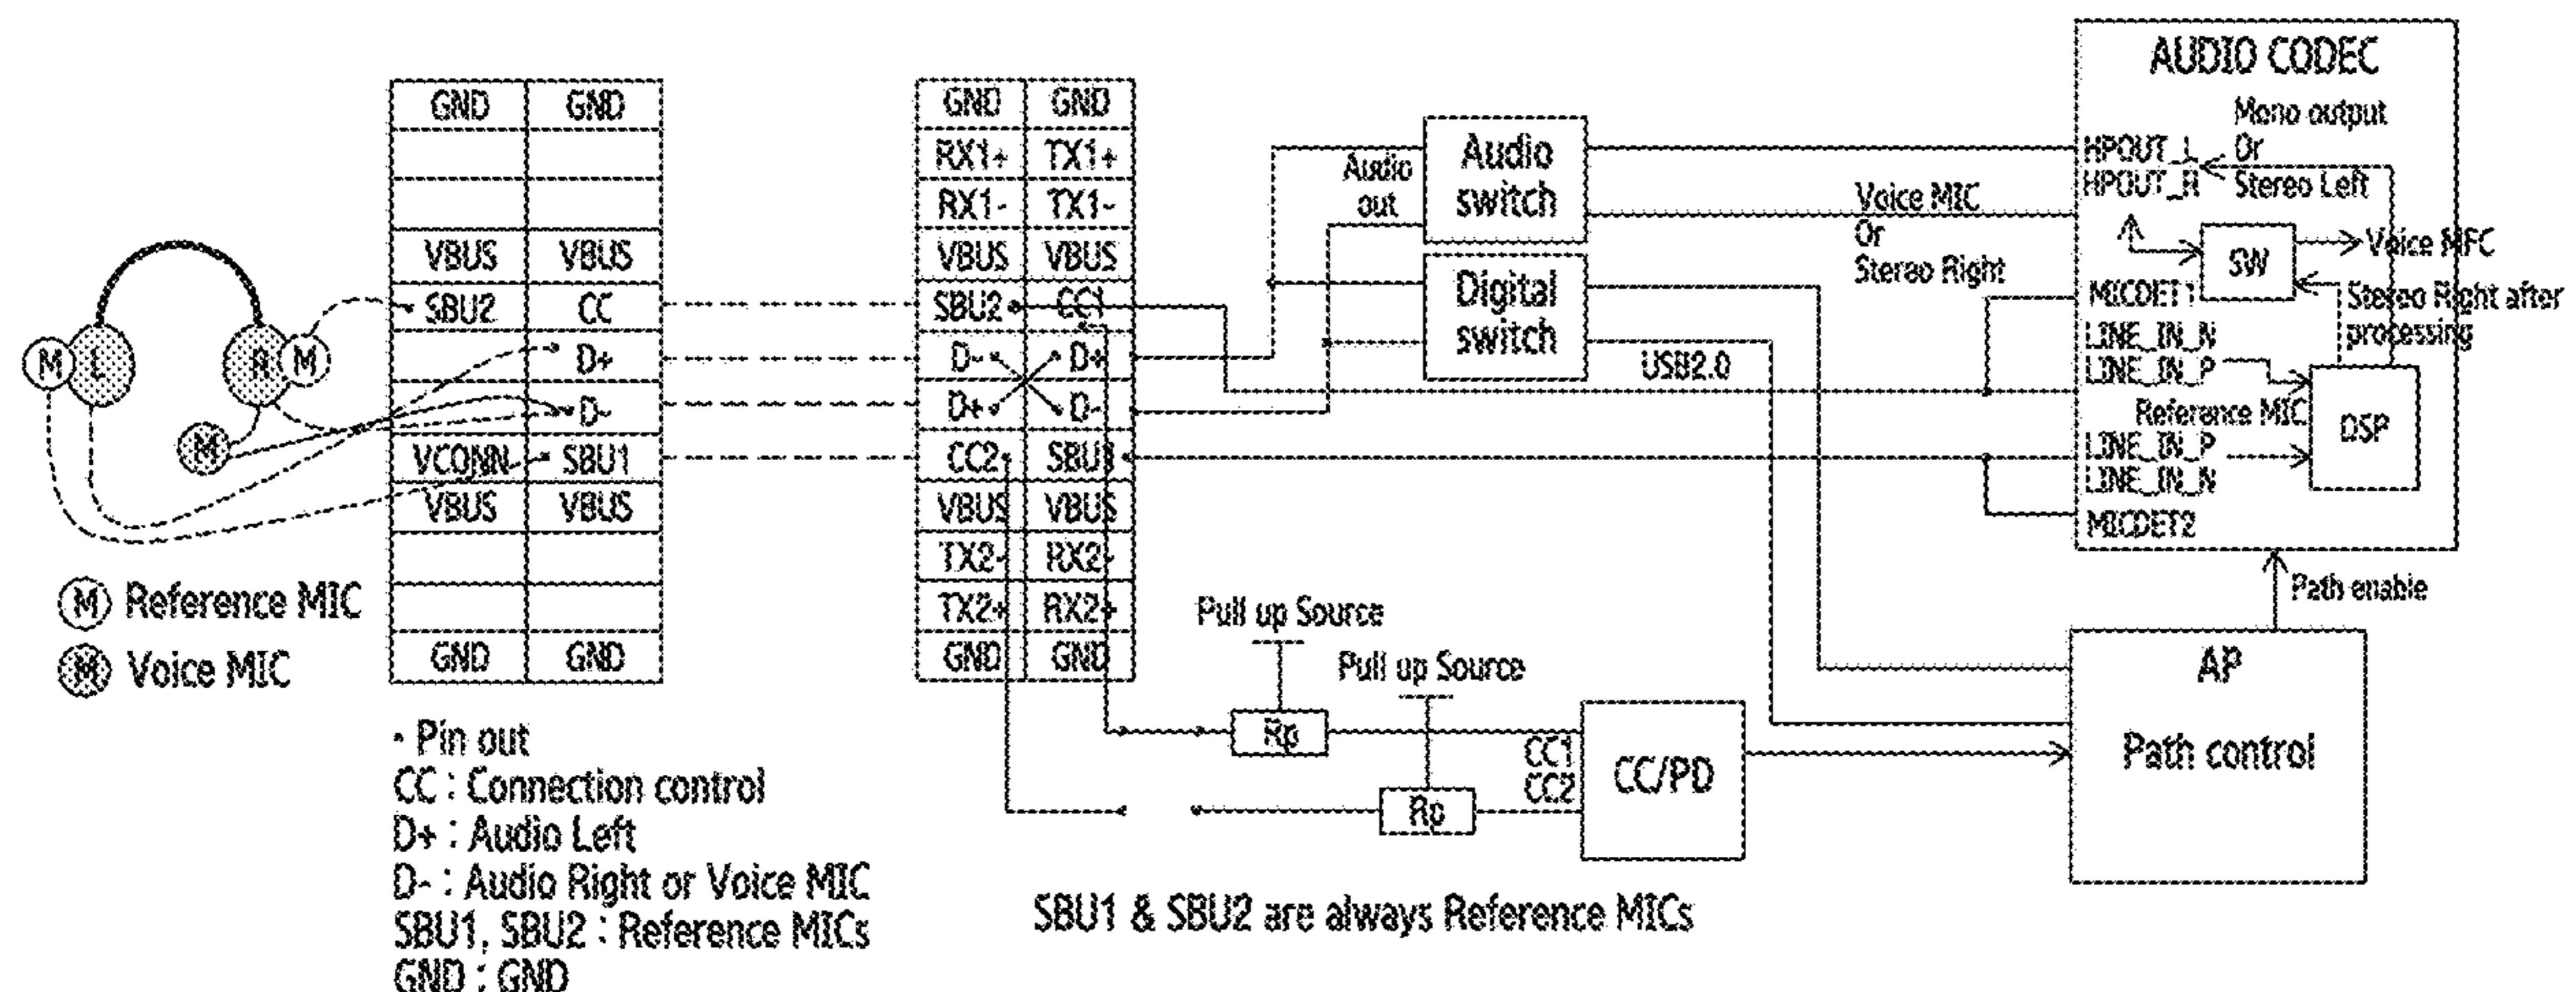 GND GND
VBUS VBUS
SBU2 CC
D+
D-
VCONN SBU1
VBUS VBUS
GND GND
M L R M
M
M Reference MIC
M Voice MIC
• Pin out
CC : Connection control
D+ : Audio Left
D- : Audio Right or Voice MIC
SBU1, SBU2 : Reference MICs
GND : GND
GND GND
RX1+ TX1+
RX1- TX1-
VBUS VBUS
SBU2 CC1
D- D+
D+ D-
CC2 SBU1
VBUS VBUS
TX2- RX2-
TX2+ RX2+
GND GND
Audio
out
Audio
switch
Digital
switch
USB2.0
Voice MIC
Or
Stereo Right
AUDIO CODEC
Mono output
Or
Stereo Left
HPOUT_L
HPOUT_R
SW
Voice MFC
MICDET1
Stereo Right after
processing
LINE_IN_N
LINE_IN_P
Reference MIC
DSP
LINE_IN_P
LINE_IN_N
MICDET2
Path enable
AP
Path control
Pull up Source
Pull up Source
Rp
Rp
CC1
CC2
CC/PD
SBU1 & SBU2 are always Reference MICs